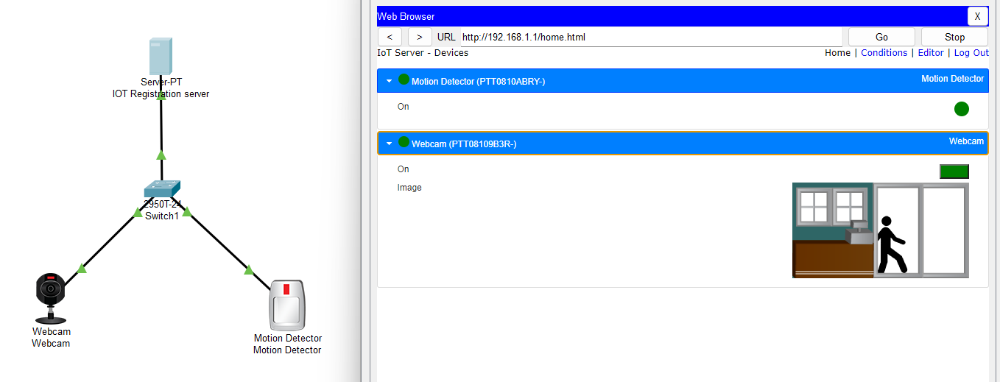 Server-PT
IOT Registration server
2950T-24
Switch1
Webcam
Webcam
Motion Detector
Motion Detector
Web Browser X
< > URL http://192.168.1.1/home.html Go Stop
IoT Server - Devices Home | Conditions | Editor | Log Out
Motion Detector (PTT0810ABRY-) Motion Detector
On
Webcam (PTT08109B3R-) Webcam
On
Image